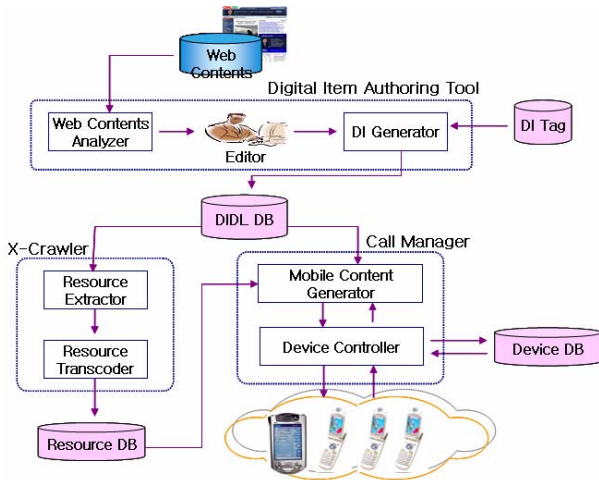 Web
Contents
Digital Item Authoring Tool
Web Contents
Analyzer
Editor
DI Generator
DI Tag
DIDL DB
X-Crawler
Call Manager
Resource
Extractor
Mobile Content
Generator
Resource
Transcoder
Device Controller
Device DB
Resource DB